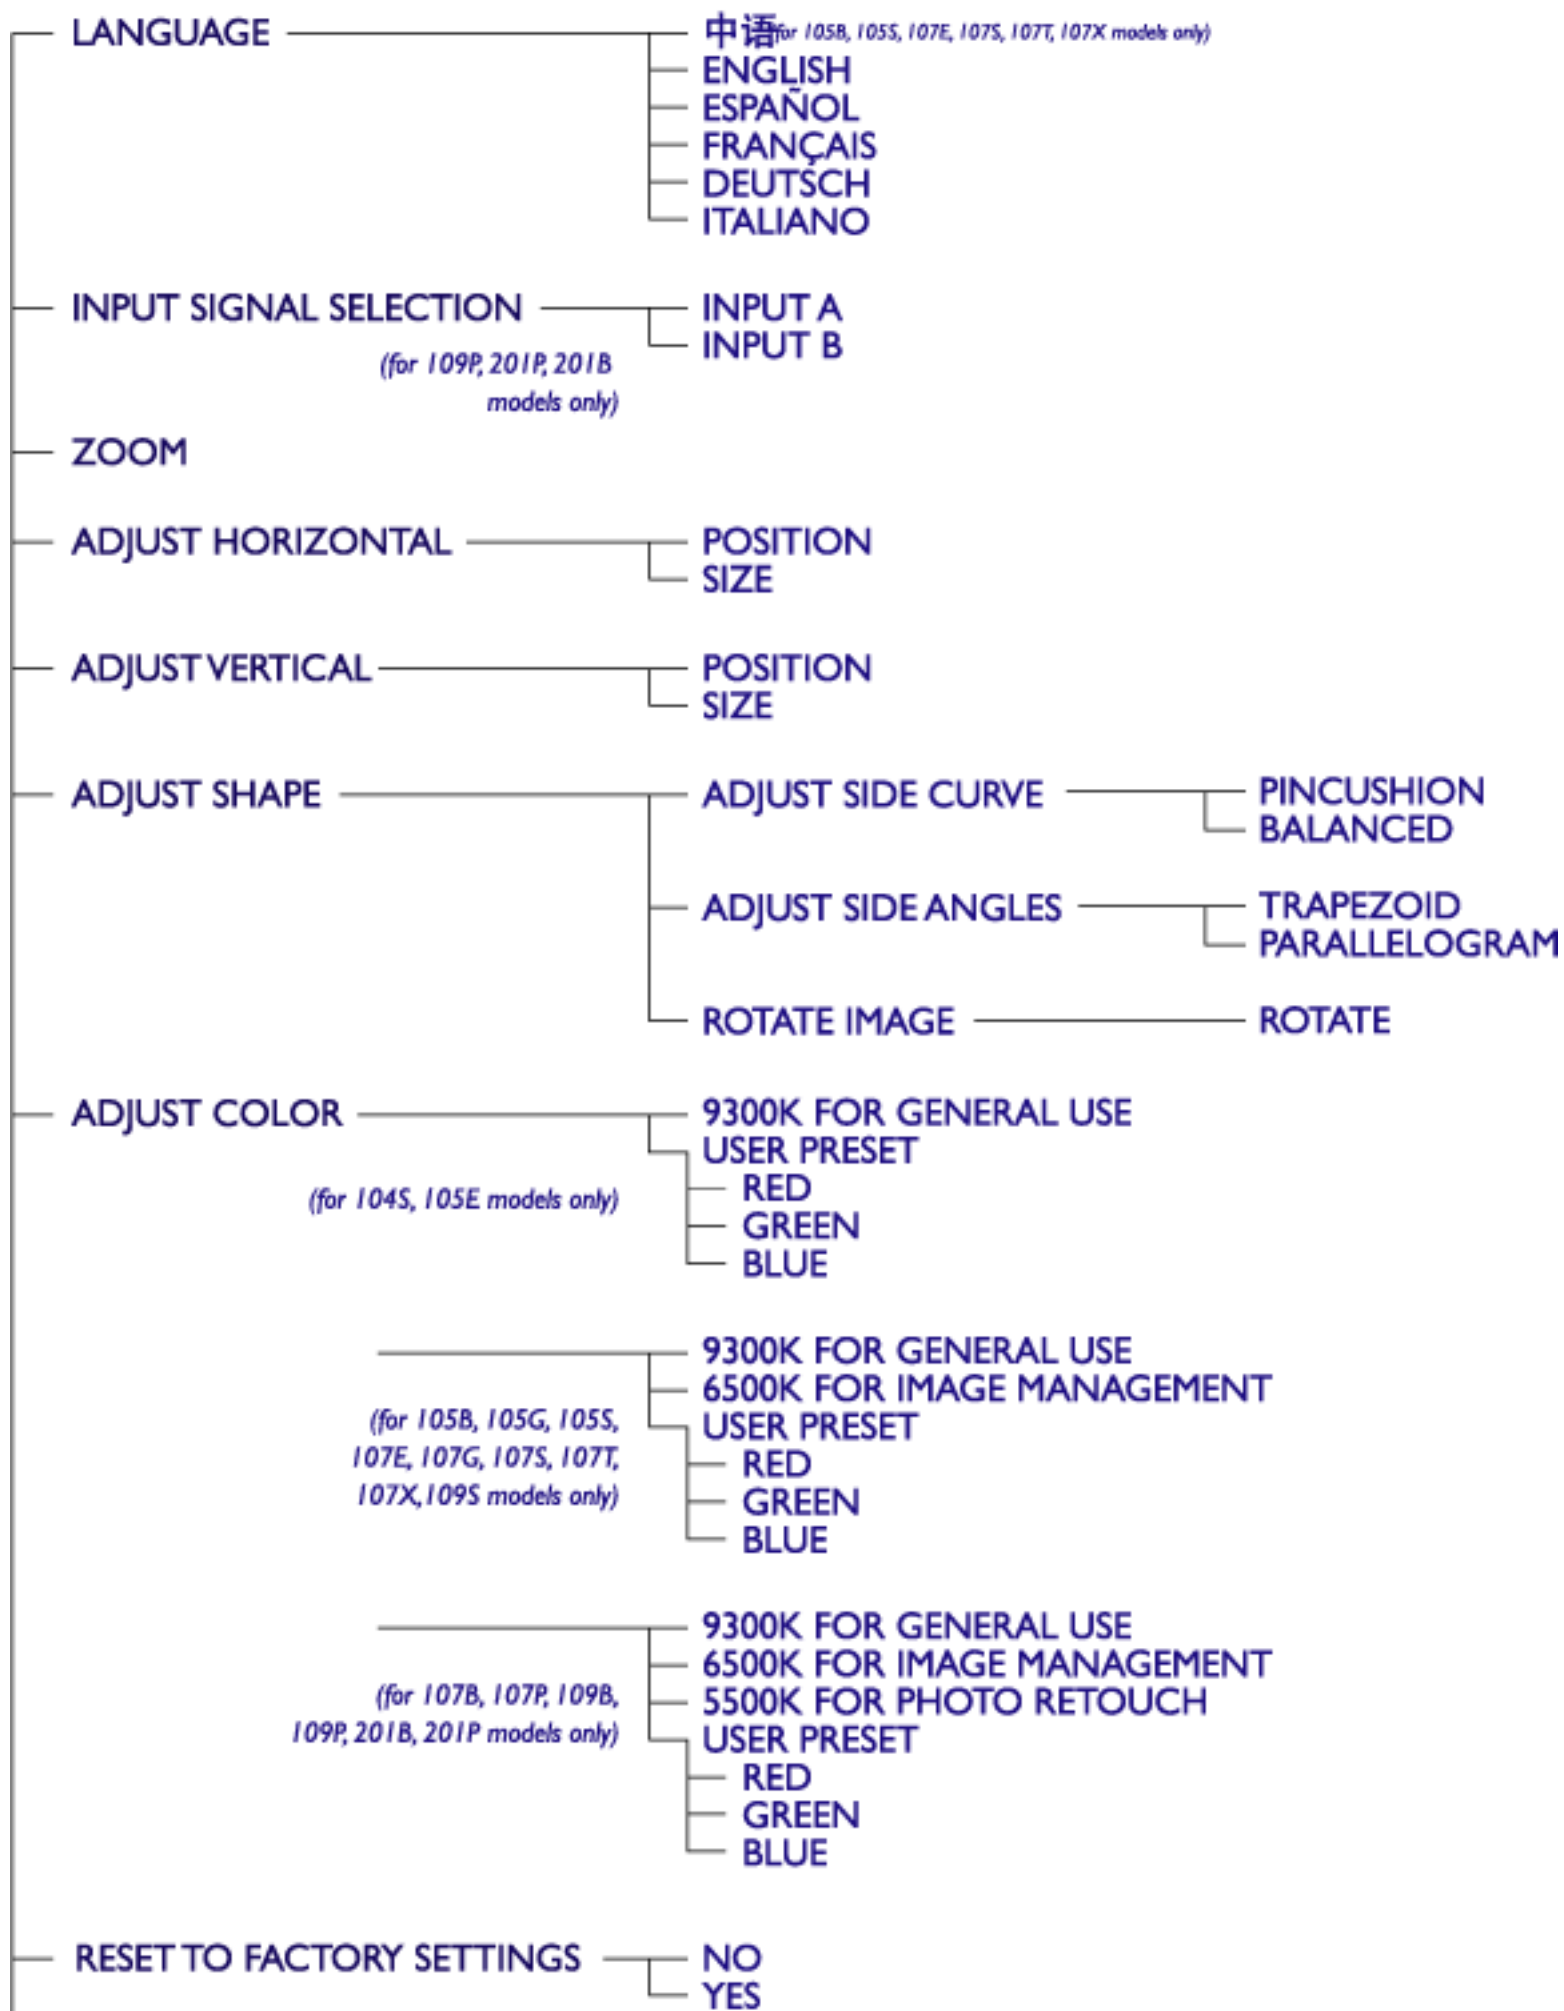 LANGUAGE
中语 (for 105B, 105S, 107E, 107S, 107T, 107X models only)
ENGLISH
ESPAÑOL
FRANÇAIS
DEUTSCH
ITALIANO
INPUT SIGNAL SELECTION
(for 109P, 201P, 201B
models only)
INPUT A
INPUT B
ZOOM
ADJUST HORIZONTAL
POSITION
SIZE
ADJUST VERTICAL
POSITION
SIZE
ADJUST SHAPE
ADJUST SIDE CURVE
PINCUSHION
BALANCED
ADJUST SIDE ANGLES
TRAPEZOID
PARALLELOGRAM
ROTATE IMAGE
ROTATE
ADJUST COLOR
(for 104S, 105E models only)
9300K FOR GENERAL USE
USER PRESET
RED
GREEN
BLUE
(for 105B, 105G, 105S,
107E, 107G, 107S, 107T,
107X, 109S models only)
9300K FOR GENERAL USE
6500K FOR IMAGE MANAGEMENT
USER PRESET
RED
GREEN
BLUE
(for 107B, 107P, 109B,
109P, 201B, 201P models only)
9300K FOR GENERAL USE
6500K FOR IMAGE MANAGEMENT
5500K FOR PHOTO RETOUCH
USER PRESET
RED
GREEN
BLUE
RESET TO FACTORY SETTINGS
NO
YES